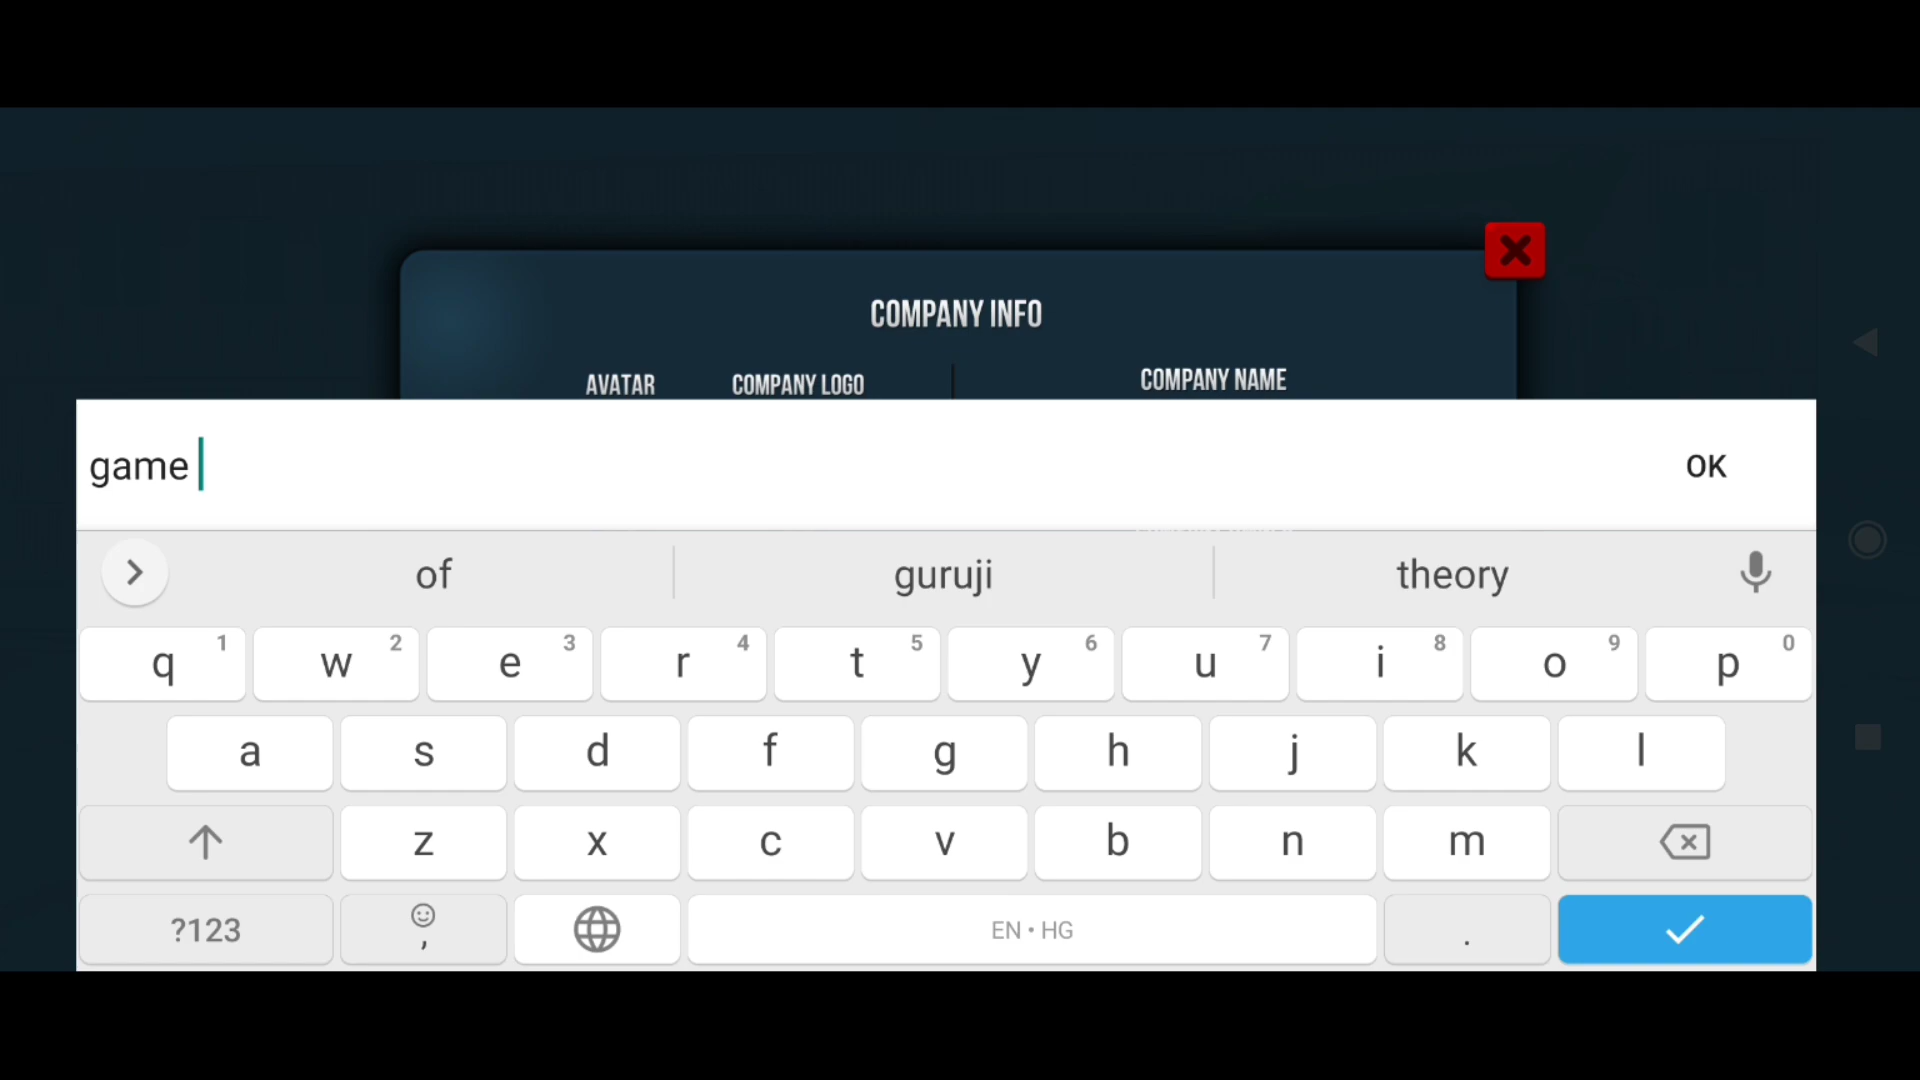 COMPANY INFO
AVATAR COMPANY LOGO COMPANY NAME
game OK
of guruji theory
q 1 w 2 e 3 r 4 t 5 y 6 u 7 i 8 o 9 p 0
a s d f g h j k l
z x c v b n m
?123 , EN • HG .